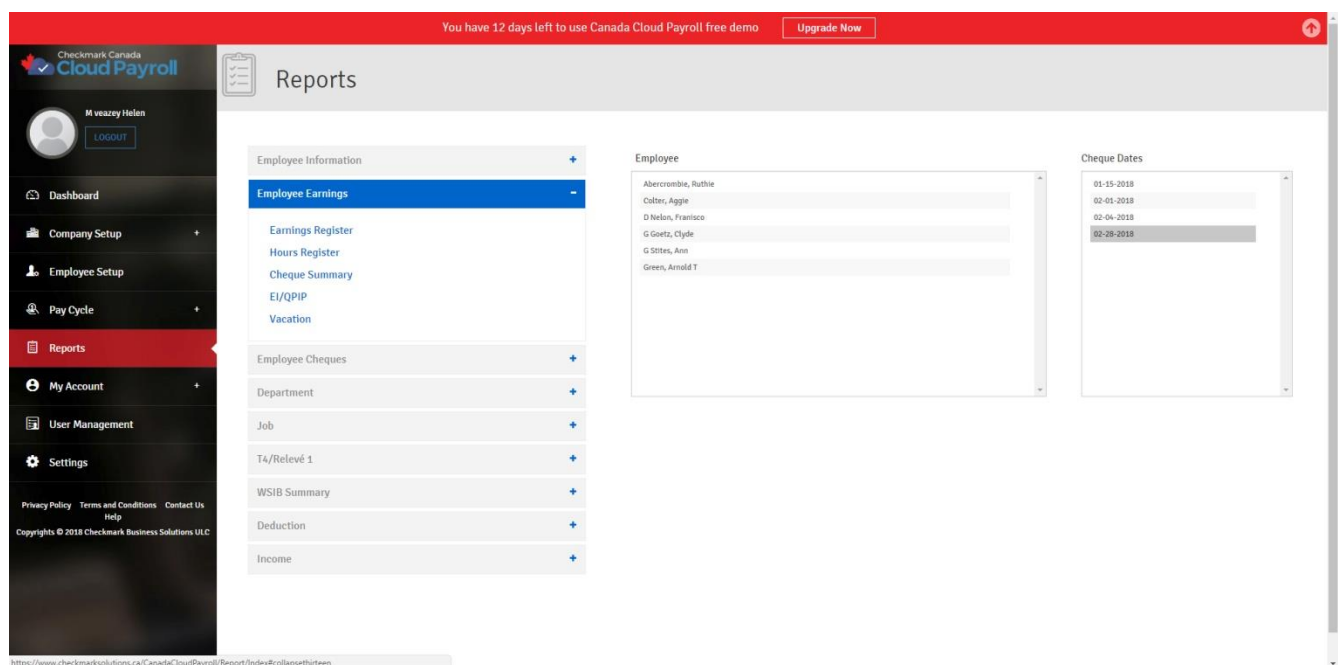 You have 12 days left to use Canada Cloud Payroll free demo Upgrade Now
Checkmark Canada
Cloud Payroll
Reports
M veazey Helen
LOGOUT
Dashboard
Company Setup +
Employee Setup
Pay Cycle +
Reports
My Account +
User Management
Settings
Privacy Policy Terms and Conditions Contact Us
Help
Copyrights © 2018 Checkmark Business Solutions ULC
Employee Information +
Employee Earnings -
Earnings Register
Hours Register
Cheque Summary
EI/QPIP
Vacation
Employee Cheques +
Department +
Job +
T4/Relevé 1 +
WSIB Summary +
Deduction +
Income +
Employee
Abercrombie, Ruthie
Colter, Aggie
D Nelon, Franisco
G Goetz, Clyde
G Stites, Ann
Green, Arnold T
Cheque Dates
01-15-2018
02-01-2018
02-04-2018
02-28-2018
https://www.checkmarksolutions.ca/CanadaCloudPayroll/Report/Index#collapsethirteen